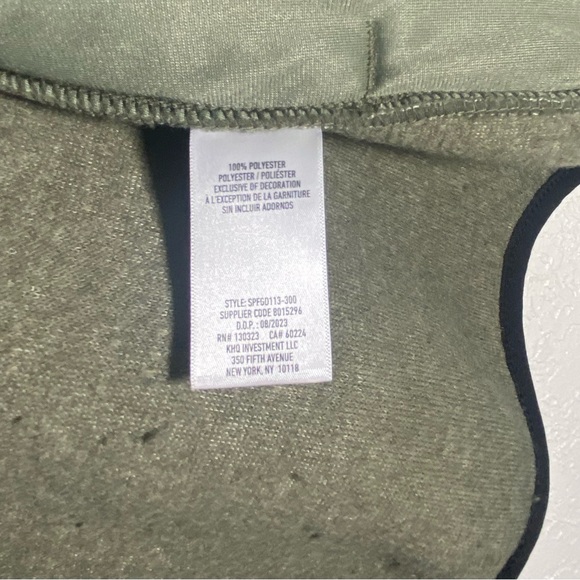 100% POLYESTER
POLYESTER / POLIÉSTER
EXCLUSIVE OF DECORATION
À L'EXCEPTION DE LA GARNITURE
SIN INCLUIR ADORNOS
STYLE: SPFG0113-300
SUPPLIER CODE 8015296
D.O.P.: 08/2023
RN# 130323 CA# 60224
KHQ INVESTMENT LLC
350 FIFTH AVENUE
NEW YORK, NY 10118